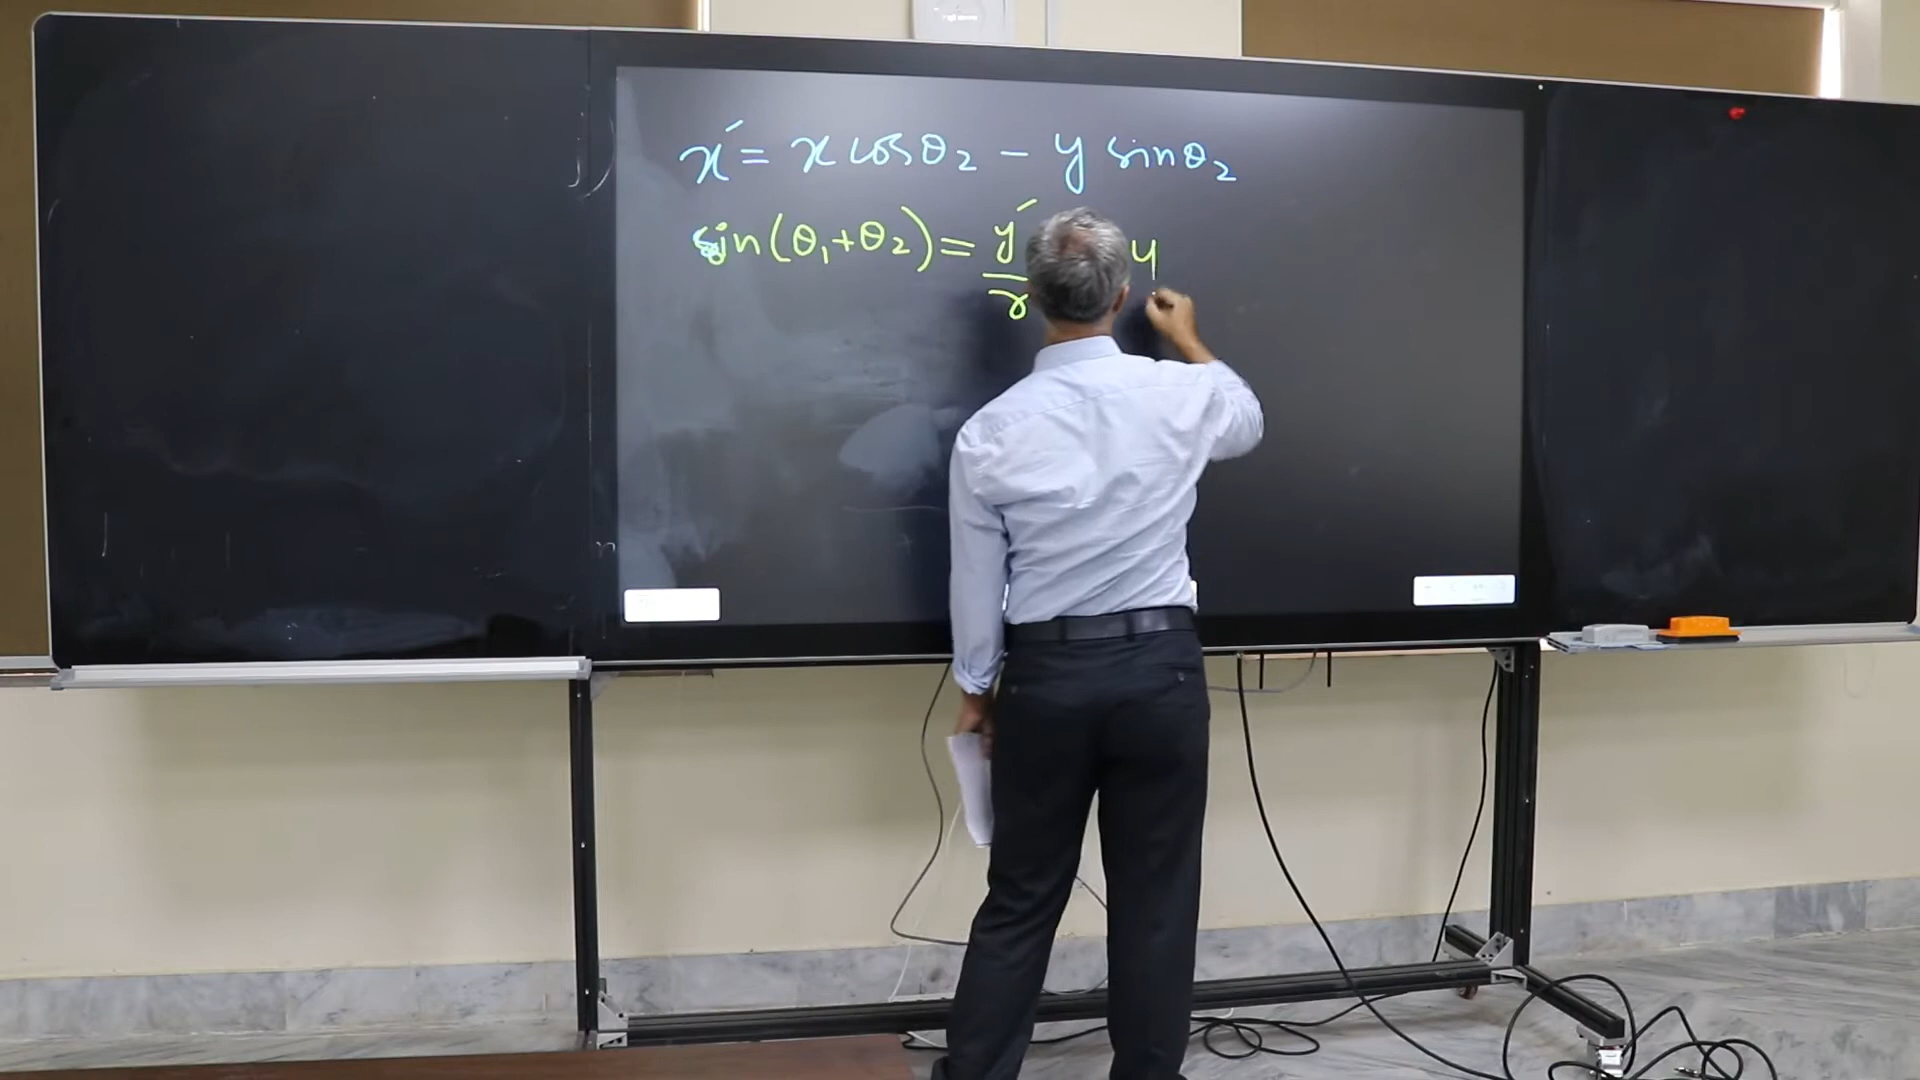 x′ = x cosθ₂ − y sinθ₂
sin(θ₁+θ₂) = y′/r y